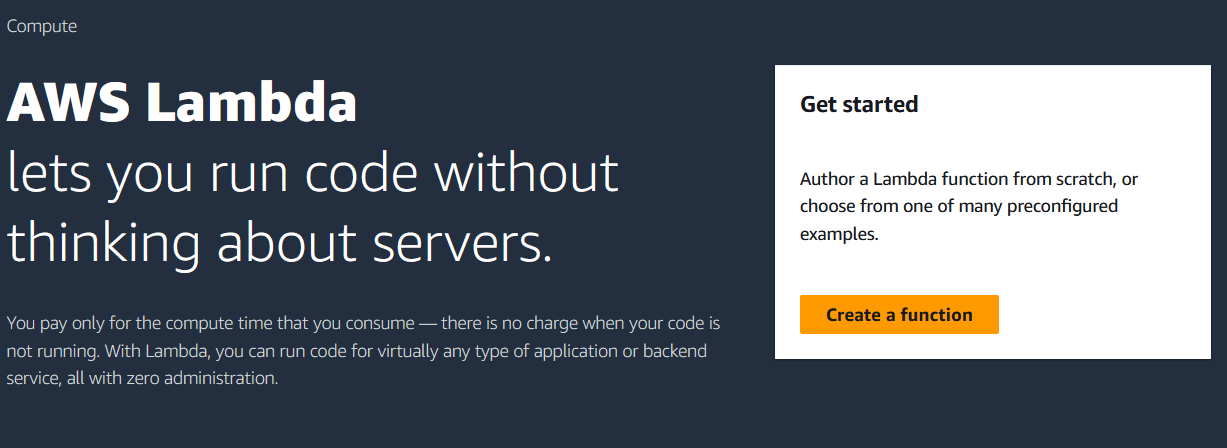 Compute
AWS Lambda
lets you run code without
thinking about servers.
You pay only for the compute time that you consume — there is no charge when your code is
not running. With Lambda, you can run code for virtually any type of application or backend
service, all with zero administration.
Get started
Author a Lambda function from scratch, or
choose from one of many preconfigured
examples.
Create a function